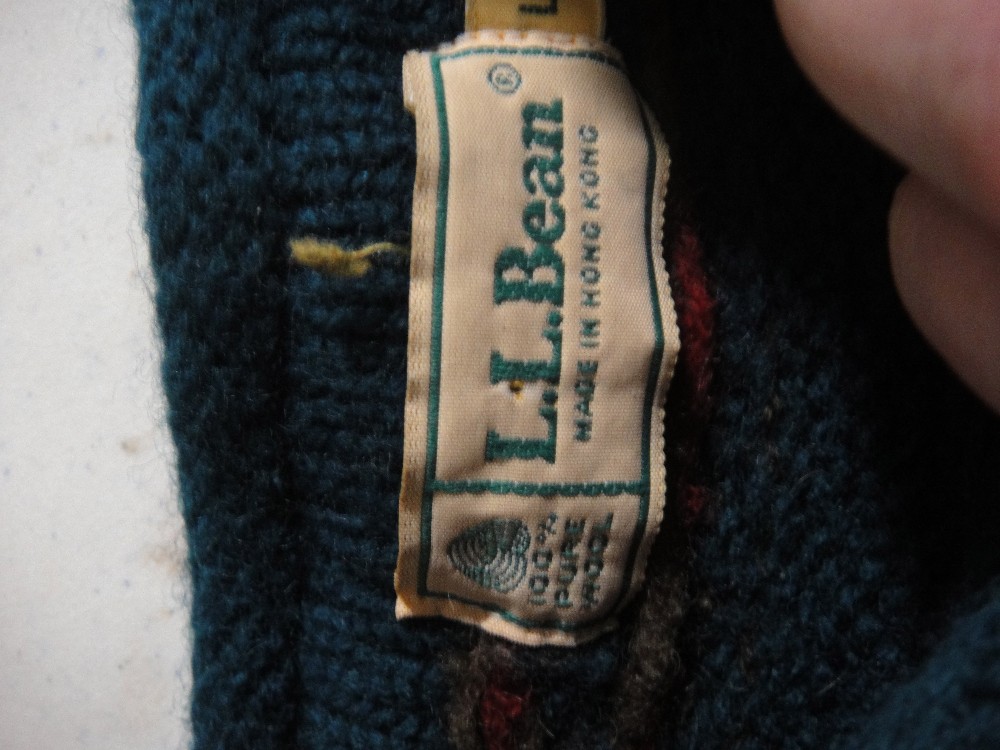 L
L.L.Bean®
MADE IN HONG KONG
100%
PURE
WOOL